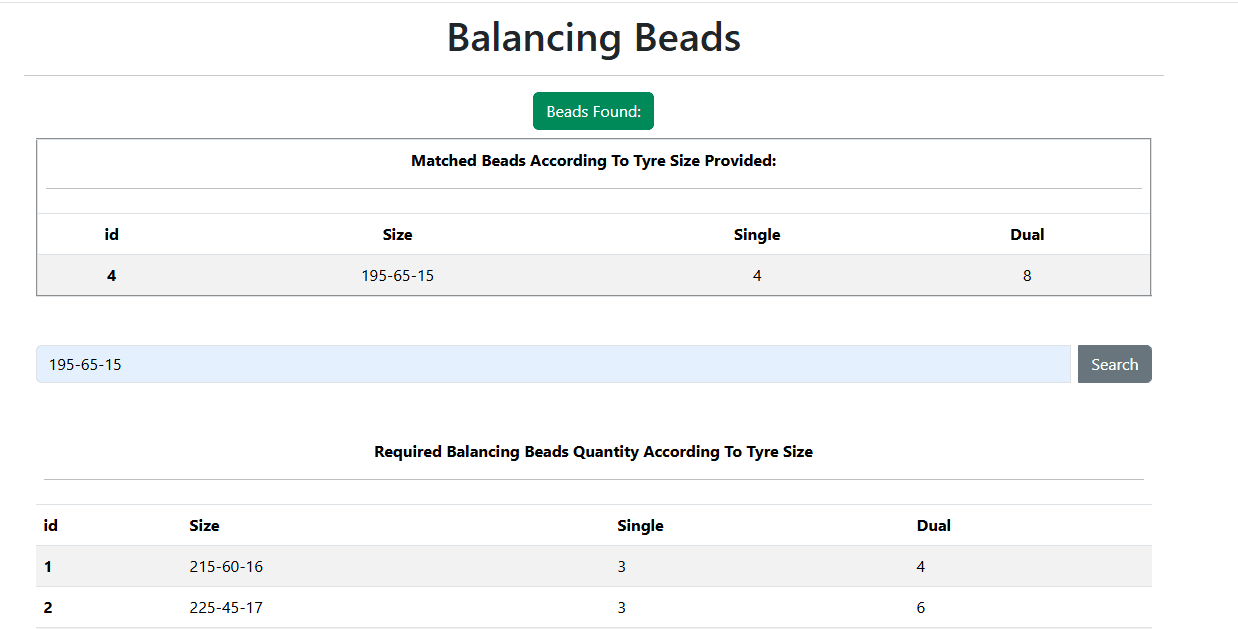 Balancing Beads
Beads Found:
Matched Beads According To Tyre Size Provided:
id Size Single Dual
4 195-65-15 4 8
195-65-15 Search
Required Balancing Beads Quantity According To Tyre Size
id Size Single Dual
1 215-60-16 3 4
2 225-45-17 3 6